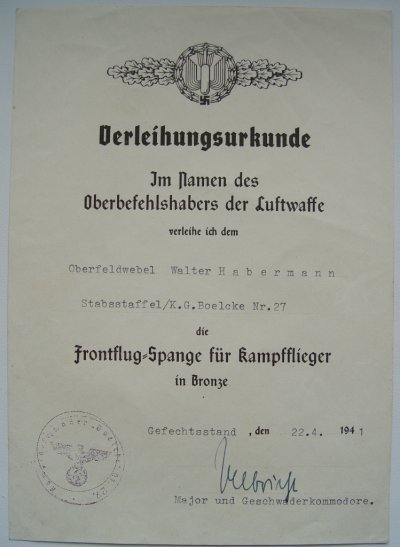 Verleihungsurkunde
Im Namen des
Oberbefehlshabers der Luftwaffe
verleihe ich dem
Oberfeldwebel Walter H a b e r m a n n
Stabsstaffel/K.G.Boelcke Nr.27
die
Frontflug-Spange für Kampfflieger
in Bronze
Gefechtsstand , den 22.4. 1941
Major und Geschwaderkommodore.